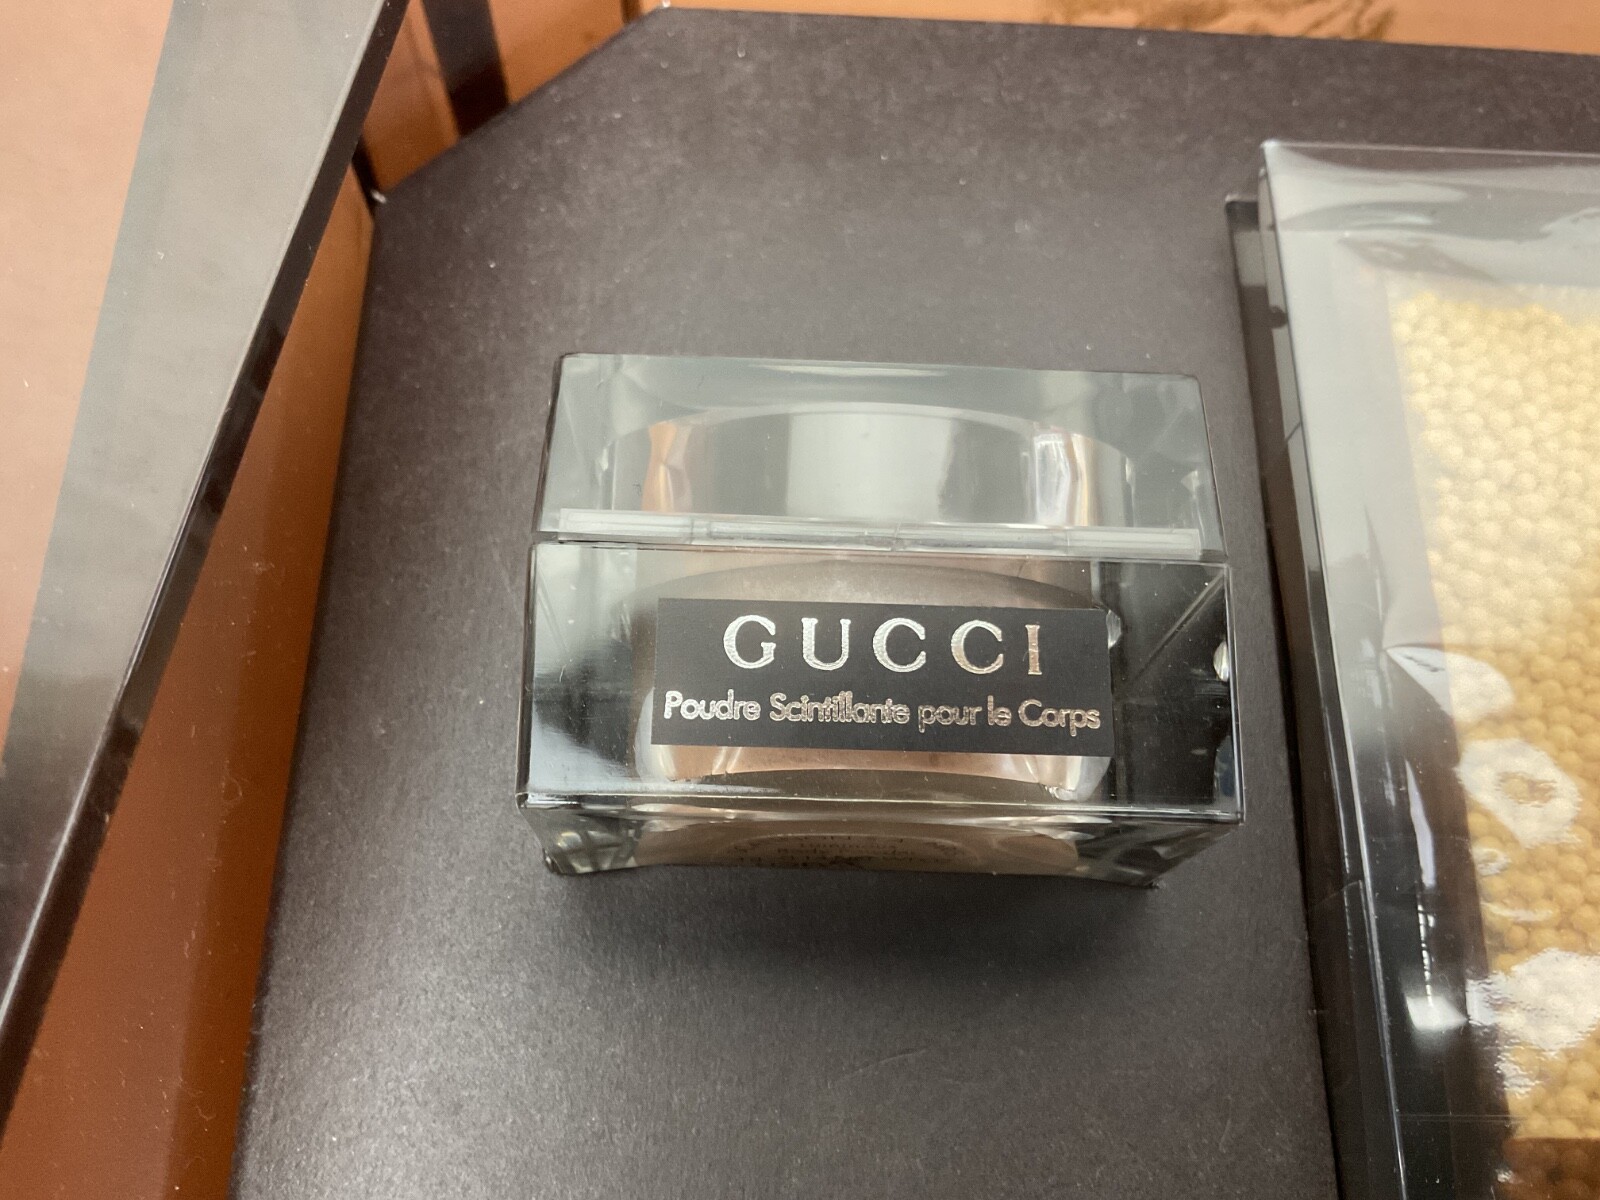 GUCCI
Poudre Scintillante pour le Corps